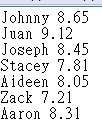 Johnny 8.65
Juan 9.12
Joseph 8.45
Stacey 7.81
Aideen 8.05
Zack 7.21
Aaron 8.31